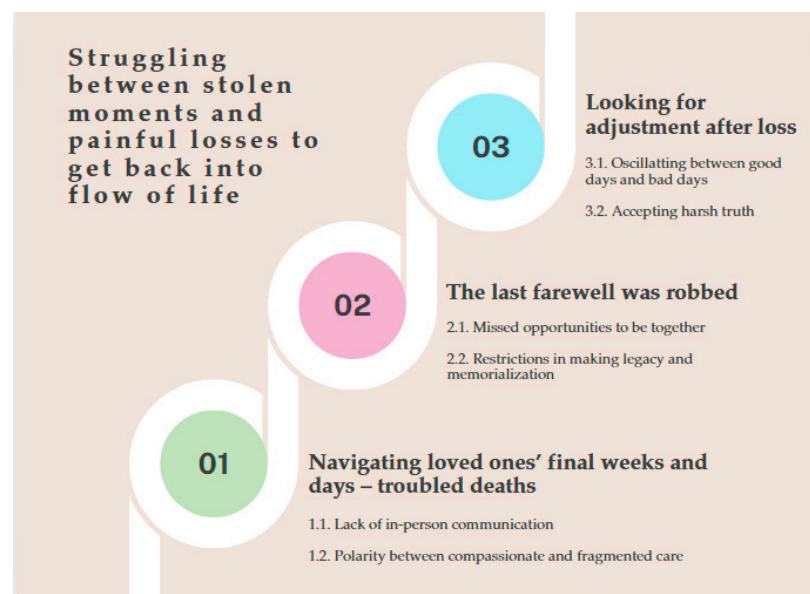 Struggling
between stolen
moments and
painful losses to
get back into
flow of life
03
Looking for
adjustment after loss
3.1. Oscillatting between good
days and bad days
3.2. Accepting harsh truth
02
The last farewell was robbed
2.1. Missed opportunities to be together
2.2. Restrictions in making legacy and
memorialization
01
Navigating loved ones’ final weeks and
days – troubled deaths
1.1. Lack of in-person communication
1.2. Polarity between compassionate and fragmented care